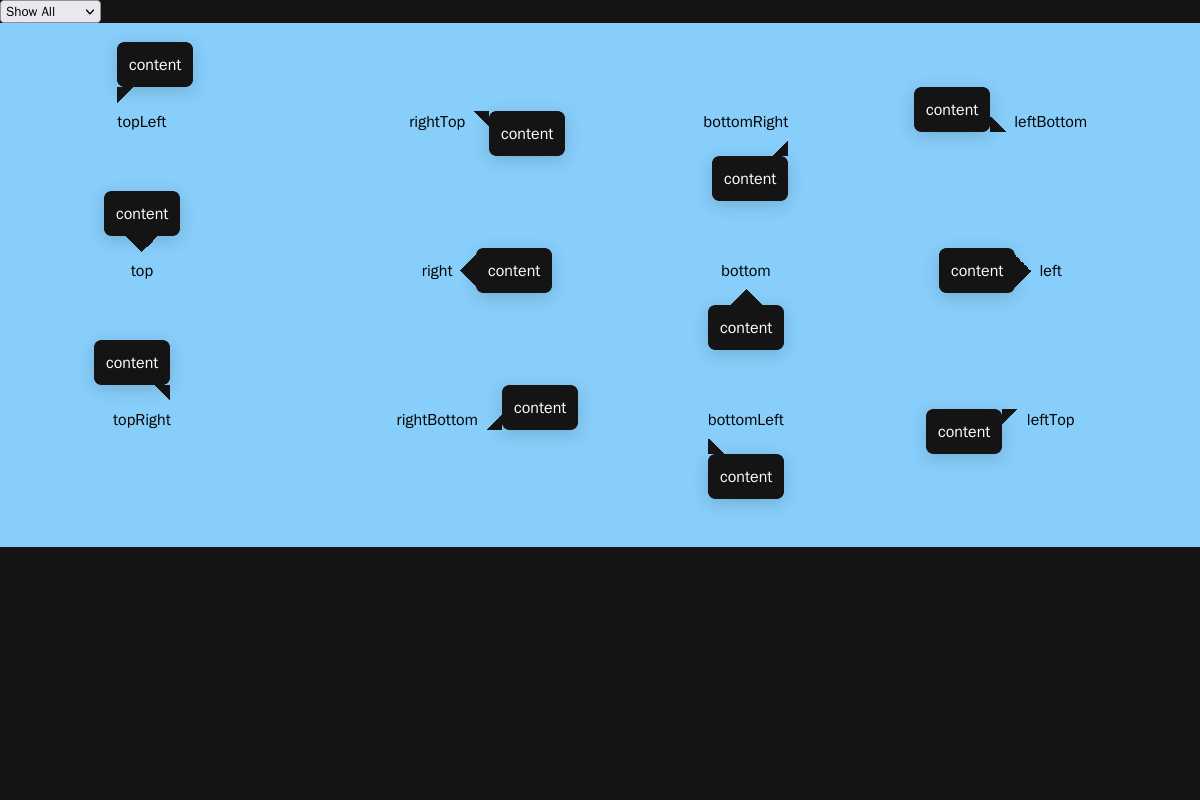 Show All
content
topLeft
rightTop
content
bottomRight
content
content
leftBottom
content
top
right
content
bottom
content
content
left
content
topRight
rightBottom
content
bottomLeft
content
content
leftTop